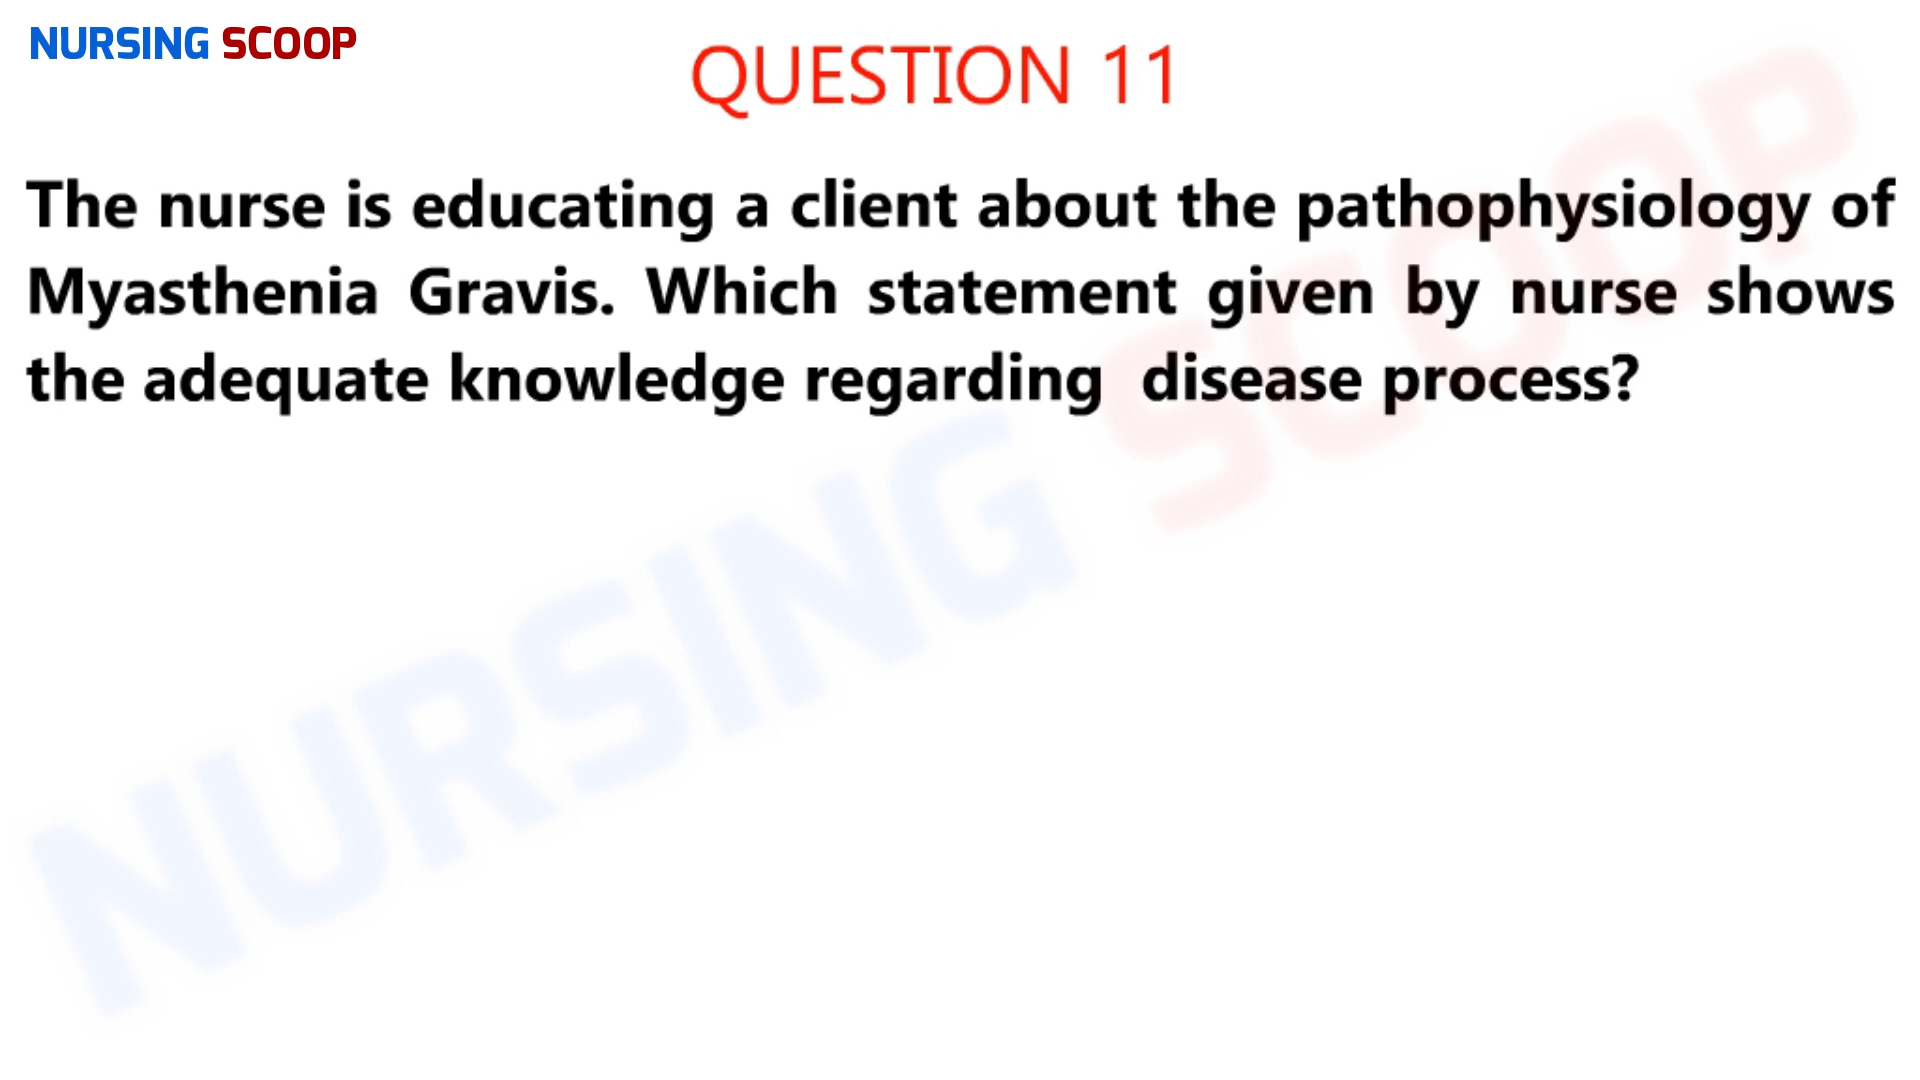 NURSING SCOOP
QUESTION 11
The nurse is educating a client about the pathophysiology of
Myasthenia Gravis. Which statement given by nurse shows
the adequate knowledge regarding disease process?
NURSING SCOOP